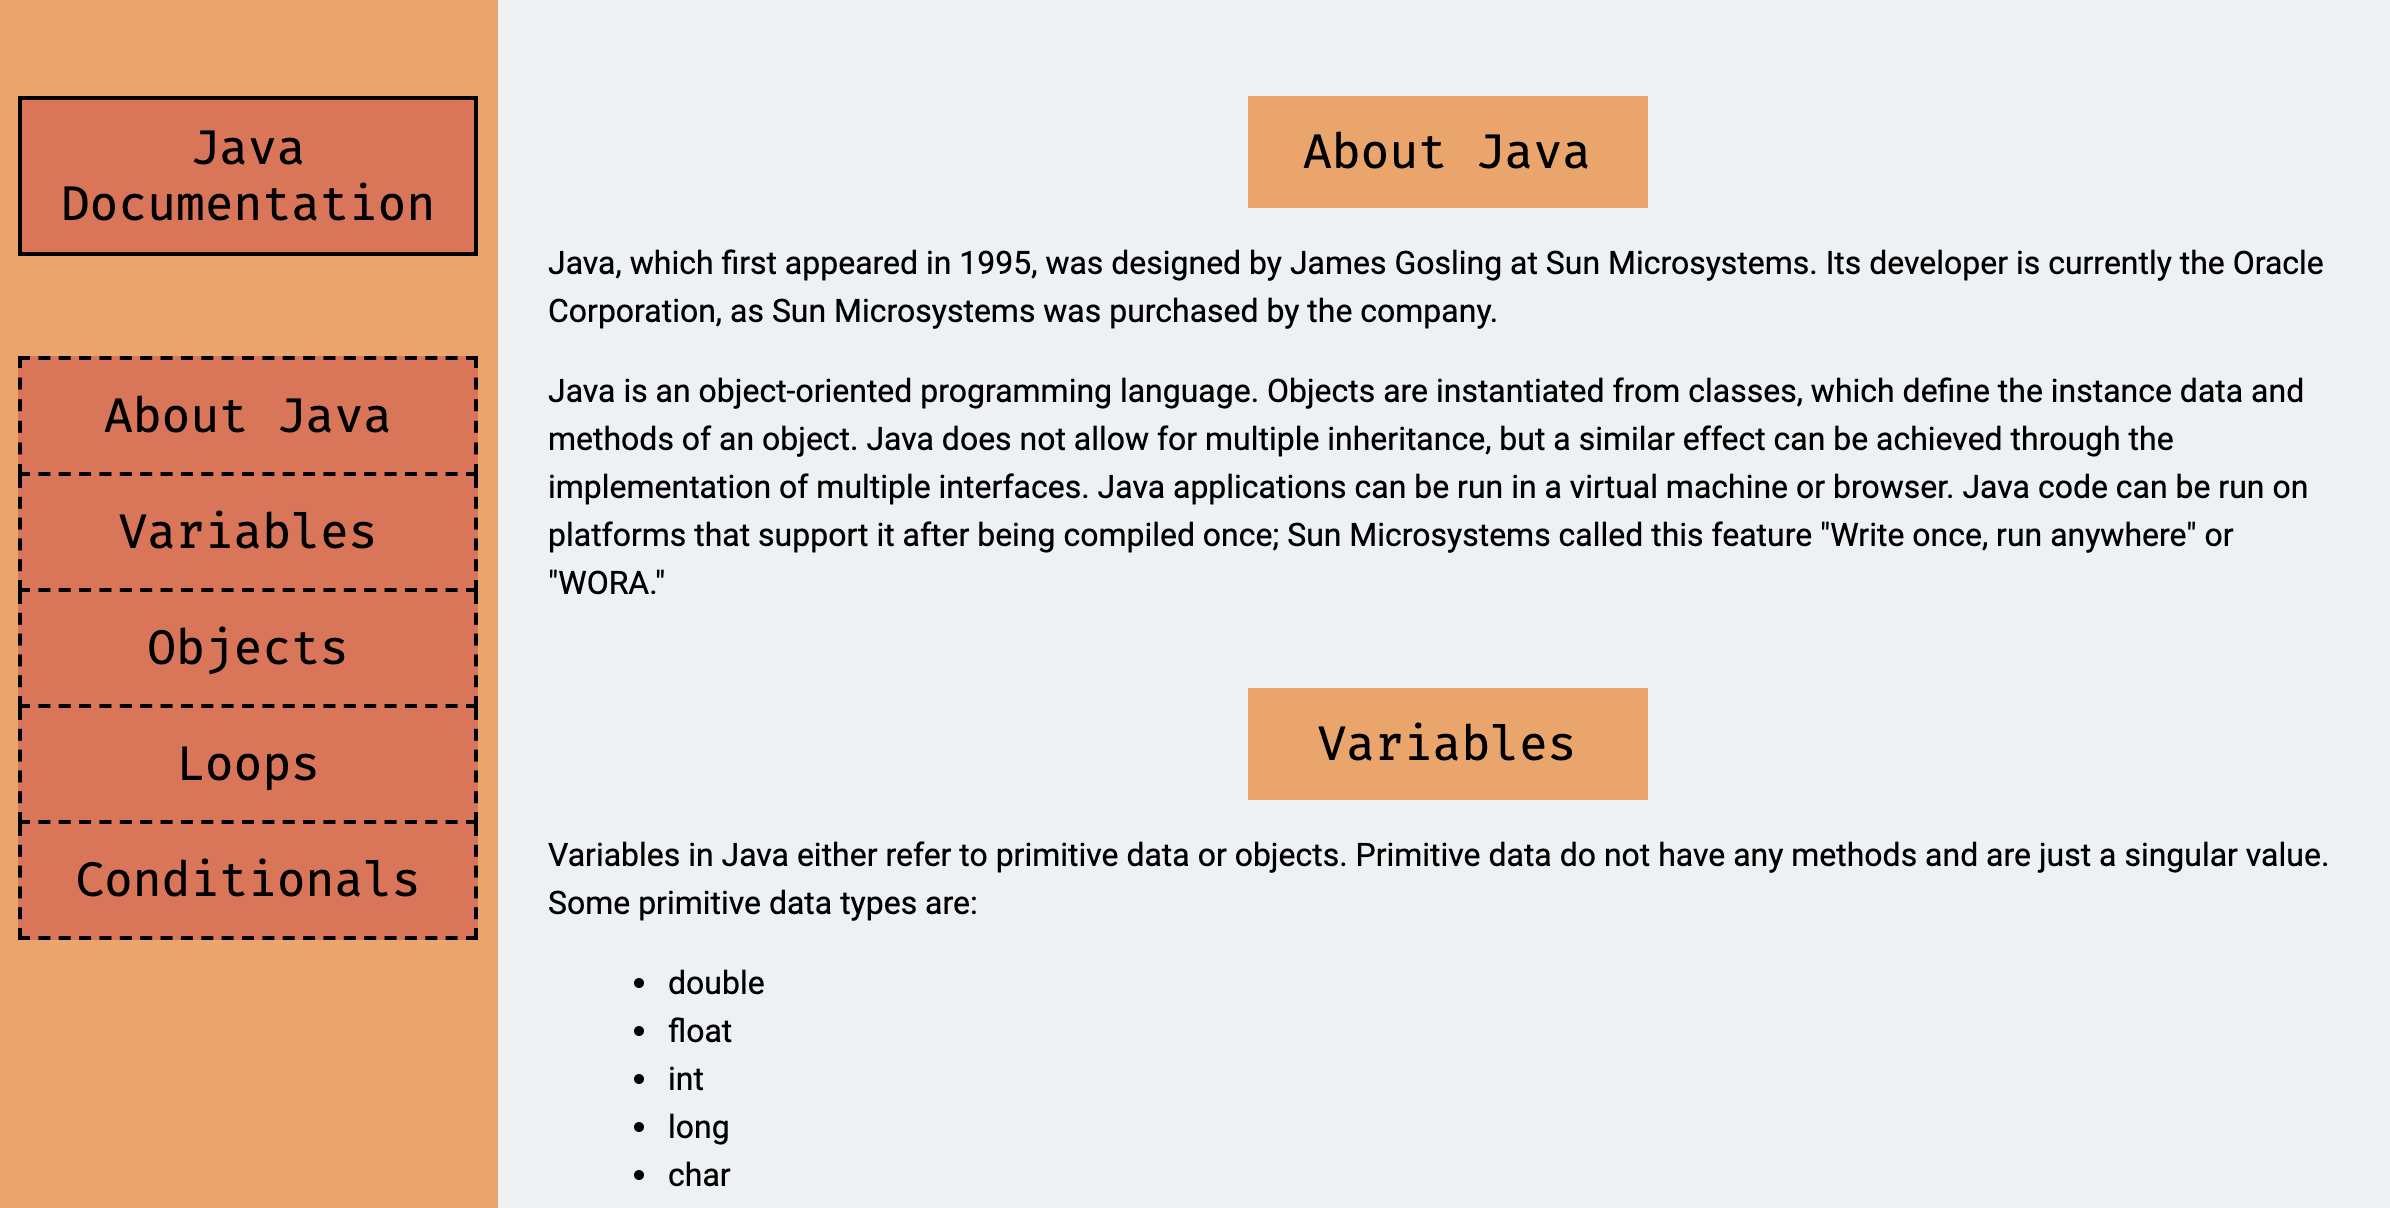 Java
Documentation
About Java
Variables
Objects
Loops
Conditionals
About Java
Java, which first appeared in 1995, was designed by James Gosling at Sun Microsystems. Its developer is currently the Oracle
Corporation, as Sun Microsystems was purchased by the company.
Java is an object-oriented programming language. Objects are instantiated from classes, which define the instance data and
methods of an object. Java does not allow for multiple inheritance, but a similar effect can be achieved through the
implementation of multiple interfaces. Java applications can be run in a virtual machine or browser. Java code can be run on
platforms that support it after being compiled once; Sun Microsystems called this feature "Write once, run anywhere" or
"WORA."
Variables
Variables in Java either refer to primitive data or objects. Primitive data do not have any methods and are just a singular value.
Some primitive data types are:
• double
• float
• int
• long
• char